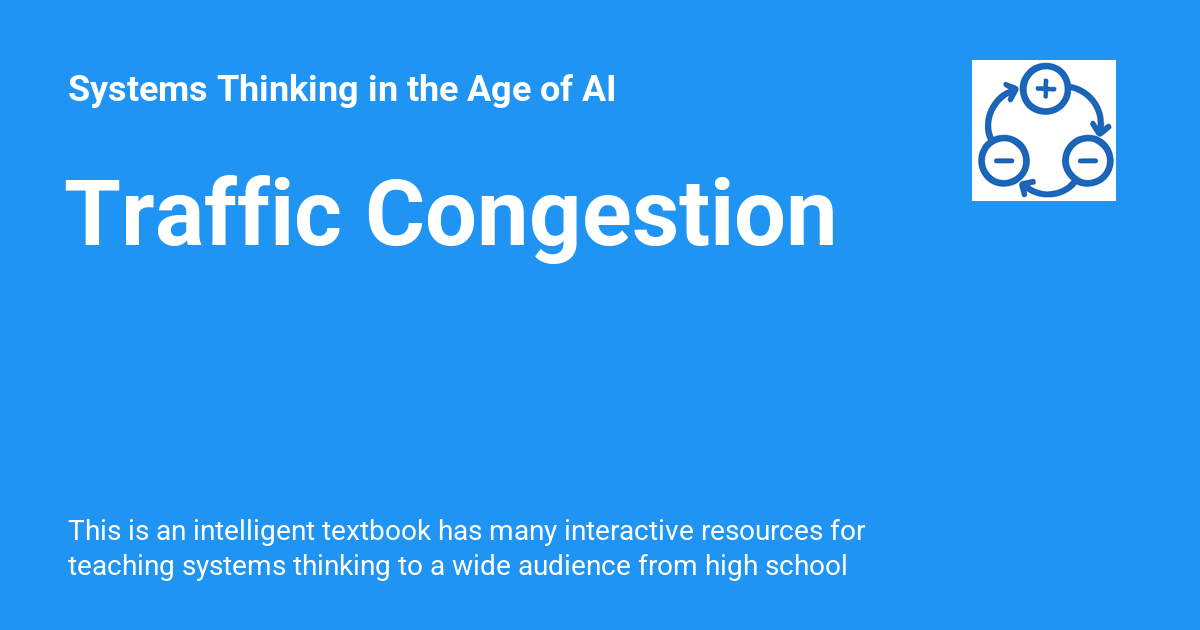 Systems Thinking in the Age of AI
Traffic Congestion
This is an intelligent textbook has many interactive resources for
teaching systems thinking to a wide audience from high school